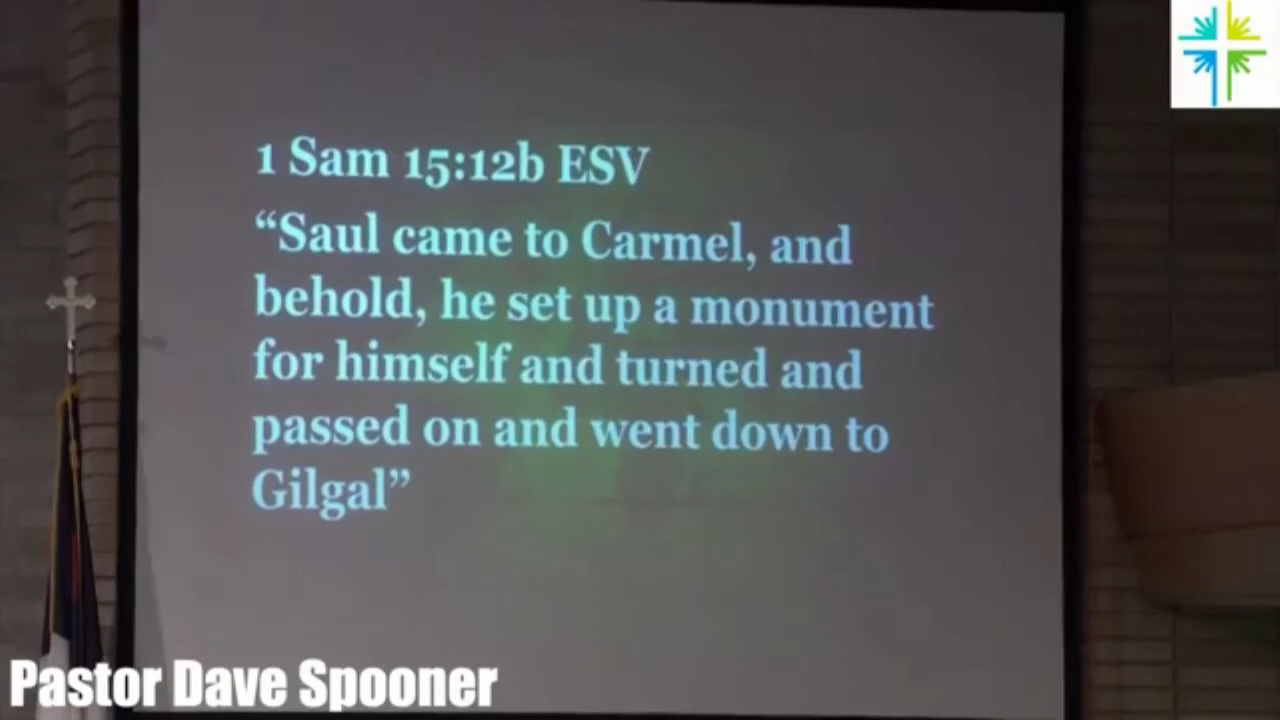 1 Sam 15:12b ESV
“Saul came to Carmel, and
behold, he set up a monument
for himself and turned and
passed on and went down to
Gilgal”
Pastor Dave Spooner